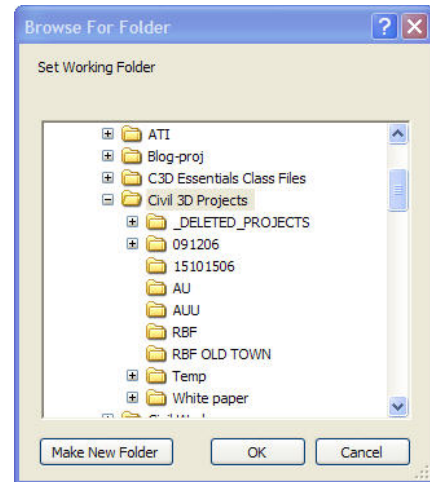 Browse For Folder
Set Working Folder
ATI
Blog-proj
C3D Essentials Class Files
Civil 3D Projects
_DELETED_PROJECTS
091206
15101506
AU
AUU
RBF
RBF OLD TOWN
Temp
White paper
Make New Folder OK Cancel